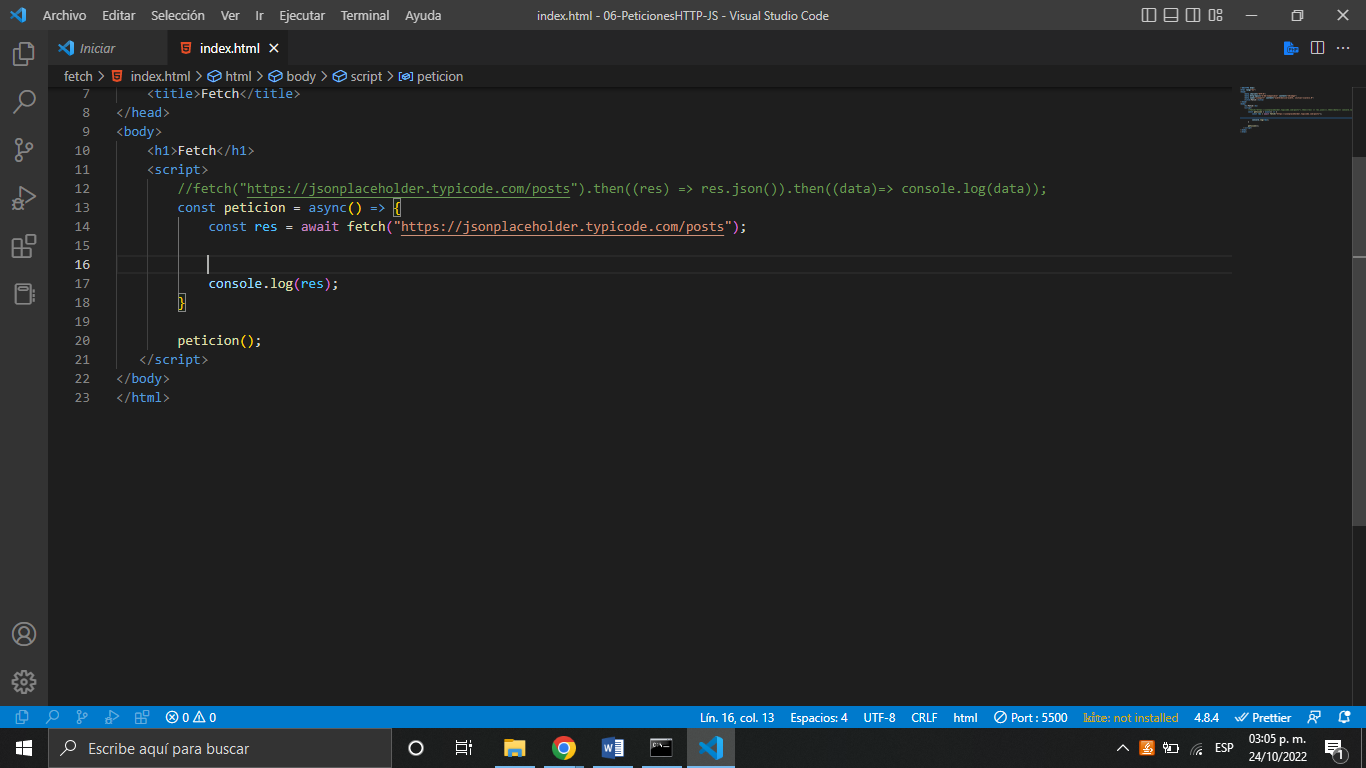 Archivo Editar Selección Ver Ir Ejecutar Terminal Ayuda index.html - 06-PeticionesHTTP-JS - Visual Studio Code
Iniciar index.html
fetch > index.html > html > body > script > peticion
7 <title>Fetch</title>
8 </head>
9 <body>
10 <h1>Fetch</h1>
11 <script>
12 //fetch("https://jsonplaceholder.typicode.com/posts").then((res) => res.json()).then((data)=> console.log(data));
13 const peticion = async() => {
14 const res = await fetch("https://jsonplaceholder.typicode.com/posts");
15
16
17 console.log(res);
18 }
19
20 peticion();
21 </script>
22 </body>
23 </html>
0 0 Lín. 16, col. 13 Espacios: 4 UTF-8 CRLF html Port : 5500 kite: not installed 4.8.4 Prettier
Escribe aquí para buscar ESP 03:05 p. m.
24/10/2022 1